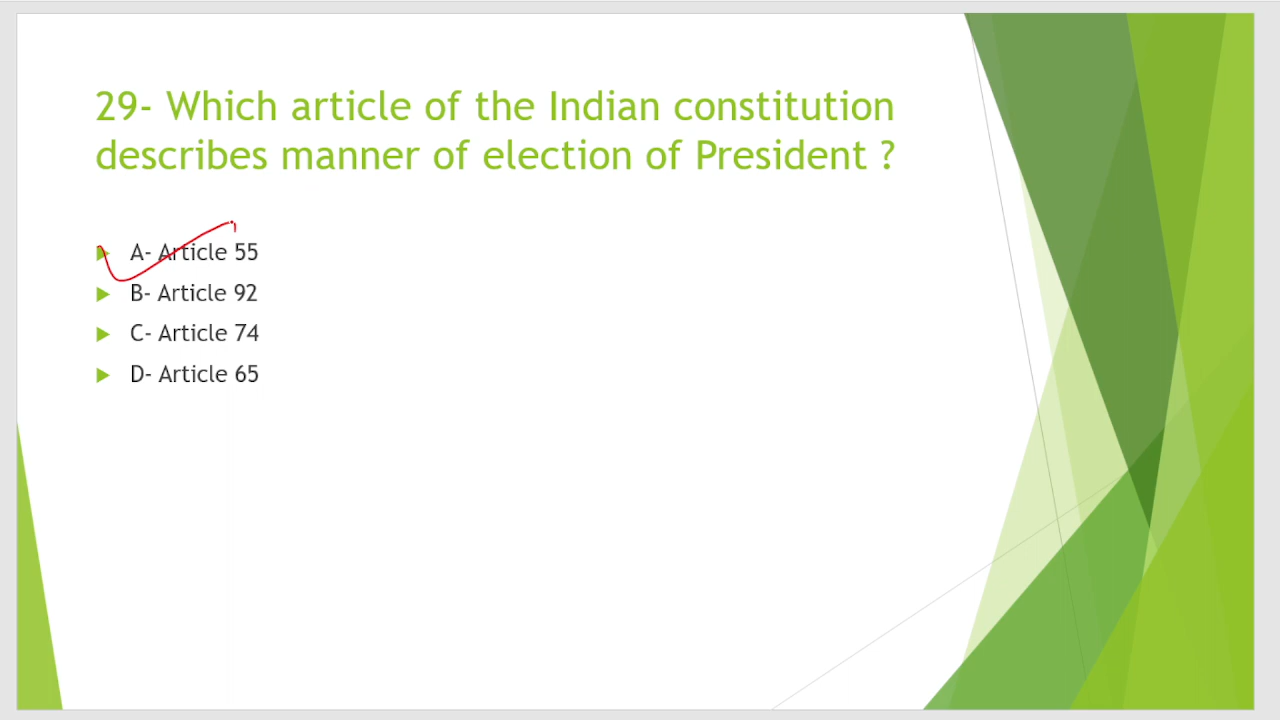 29- Which article of the Indian constitution
describes manner of election of President ?
A- Article 55
B- Article 92
C- Article 74
D- Article 65